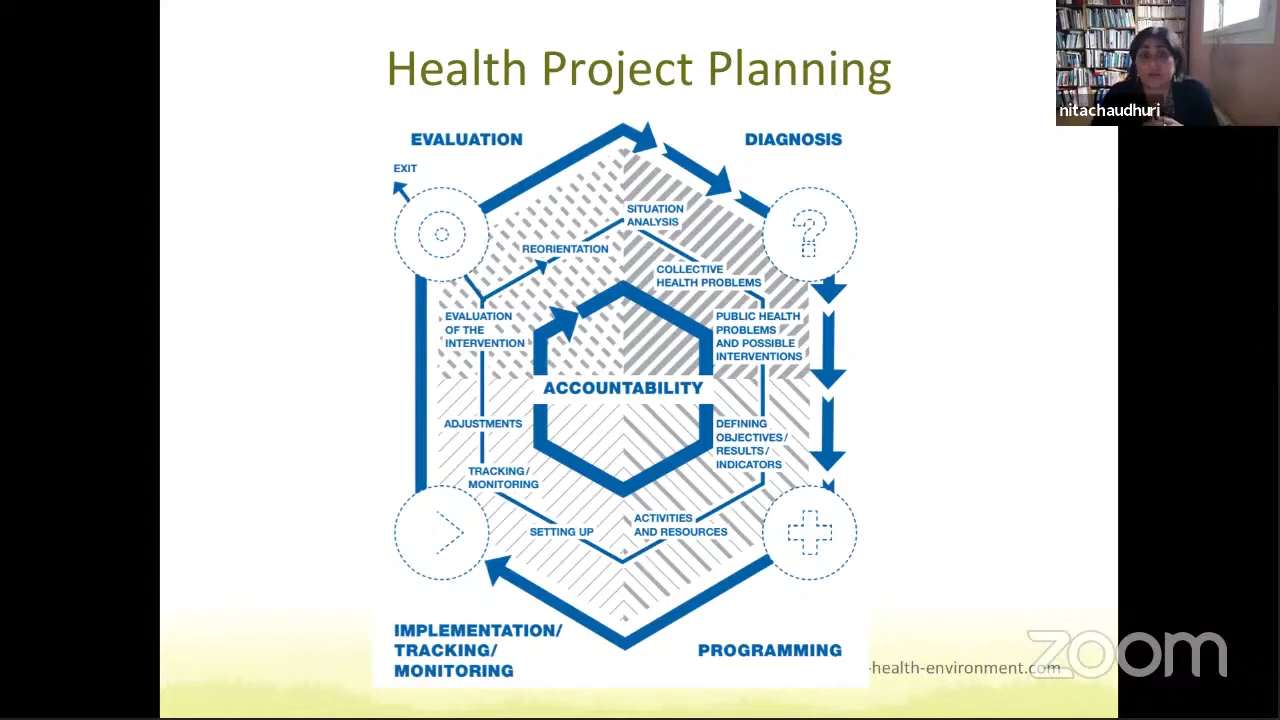 Health Project Planning
nitachaudhuri
EVALUATION
DIAGNOSIS
EXIT
SITUATION
ANALYSIS
REORIENTATION
COLLECTIVE
HEALTH PROBLEMS
EVALUATION
OF THE
INTERVENTION
PUBLIC HEALTH
PROBLEMS
AND POSSIBLE
INTERVENTIONS
ACCOUNTABILITY
ADJUSTMENTS
DEFINING
OBJECTIVES/
RESULTS/
INDICATORS
TRACKING/
MONITORING
SETTING UP
ACTIVITIES
AND RESOURCES
IMPLEMENTATION/
TRACKING/
MONITORING
PROGRAMMING
-health-environment.com
zoom